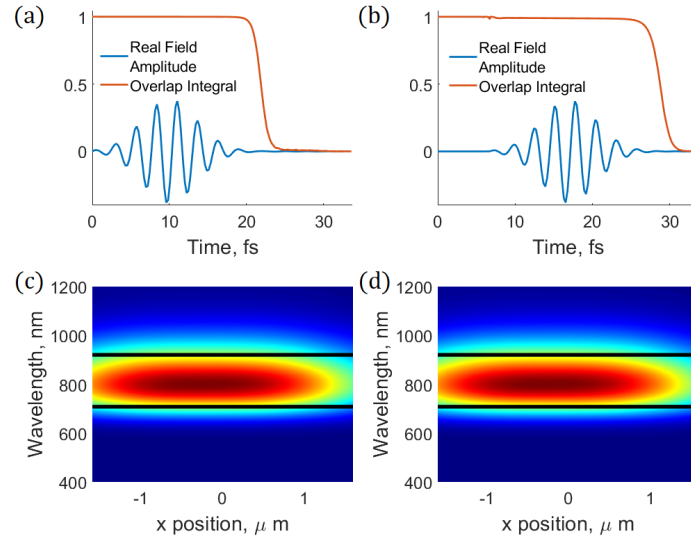 (a)
1
0.5
0
Real Field
Amplitude
Overlap Integral
0
10
20
30
Time, fs
(b)
1
0.5
0
Real Field
Amplitude
Overlap Integral
0
10
20
30
Time, fs
(c)
1200
1000
800
600
400
Wavelength, nm
-1
0
1
x position, μ m
(d)
1200
1000
800
600
400
Wavelength, nm
-1
0
1
x position, μ m